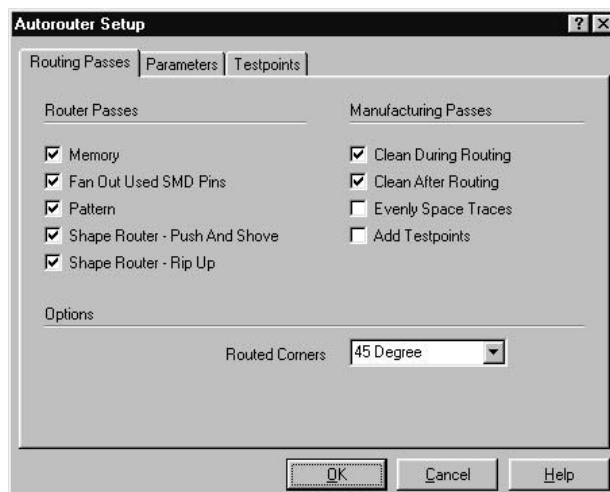 Autorouter Setup
Routing Passes Parameters Testpoints
Router Passes
Memory
Fan Out Used SMD Pins
Pattern
Shape Router - Push And Shove
Shape Router - Rip Up
Manufacturing Passes
Clean During Routing
Clean After Routing
Evenly Space Traces
Add Testpoints
Options
Routed Corners 45 Degree
OK Cancel Help